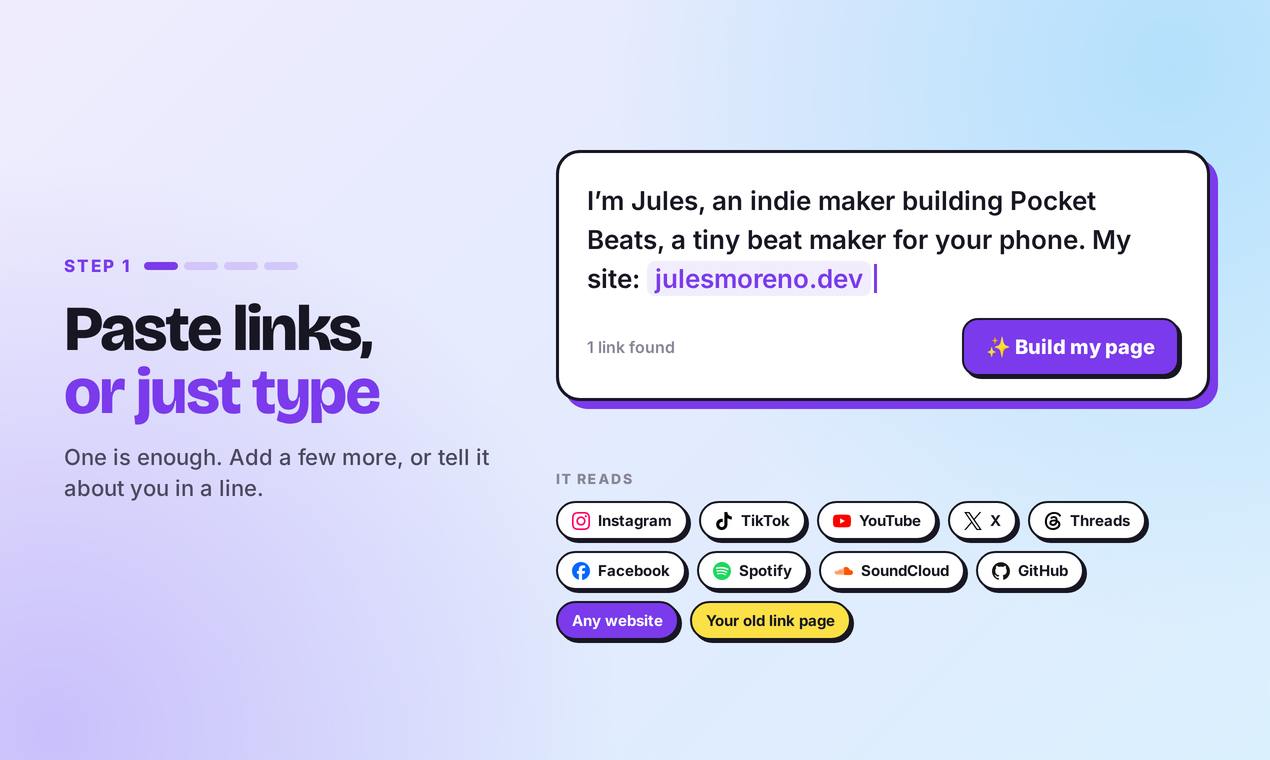 STEP 1
Paste links,
or just type
One is enough. Add a few more, or tell it
about you in a line.
I’m Jules, an indie maker building Pocket
Beats, a tiny beat maker for your phone. My
site: julesmoreno.dev
1 link found
✨ Build my page
IT READS
Instagram
TikTok
YouTube
X
Threads
Facebook
Spotify
SoundCloud
GitHub
Any website
Your old link page